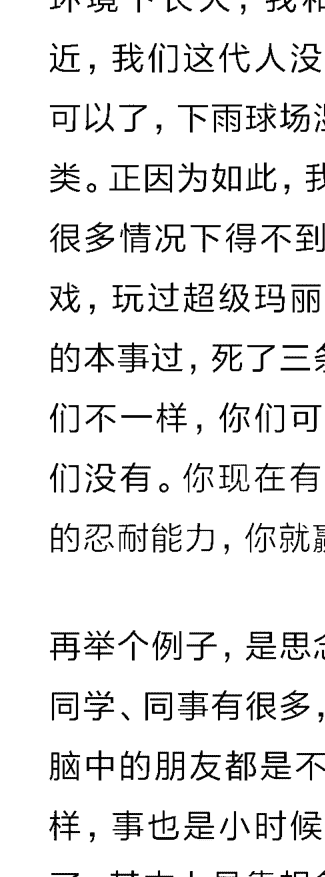 环境下长大，我和
近，我们这代人没
可以了，下雨球场湿
类。正因为如此，我
很多情况下得不到
戏，玩过超级玛丽
的本事过，死了三条
们不一样，你们可
们没有。你现在有
的忍耐能力，你就赢
再举个例子，是思念
同学、同事有很多，
脑中的朋友都是不
样，事也是小时候